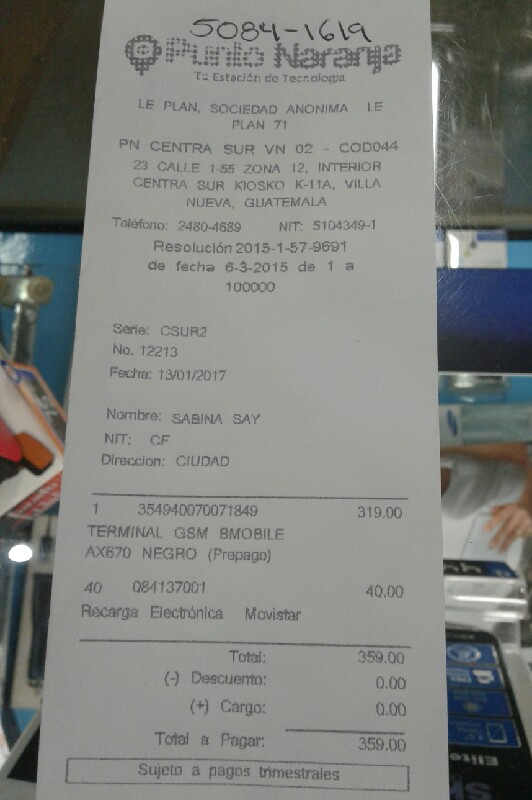 5084-1619
Punto Naranja
Tu Estación de Tecnología
LE PLAN, SOCIEDAD ANONIMA LE
PLAN 71
PN CENTRA SUR VN 02 - COD044
23 CALLE 1-55 ZONA 12, INTERIOR
CENTRA SUR KIOSKO K-11A, VILLA
NUEVA, GUATEMALA
Teléfono: 2480-4689 NIT: 5104349-1
Resolución 2015-1-57-9691
de fecha 6-3-2015 de 1 a
100000
Serie: CSUR2
No. 12213
Fecha: 13/01/2017
Nombre: SABINA SAY
NIT: CF
Direccion: CIUDAD
1 354940070071849 319.00
TERMINAL GSM BMOBILE
AX670 NEGRO (Prepago)
40 084137001 40.00
Recarga Electrónica Movistar
Total: 359.00
(-) Descuento: 0.00
(+) Cargo: 0.00
Total a Pagar: 359.00
Sujeto a pagos trimestrales